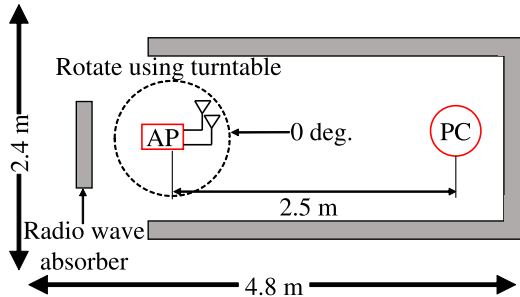 Rotate using turntable
AP
0 deg.
PC
2.4 m
2.5 m
Radio wave
absorber
4.8 m